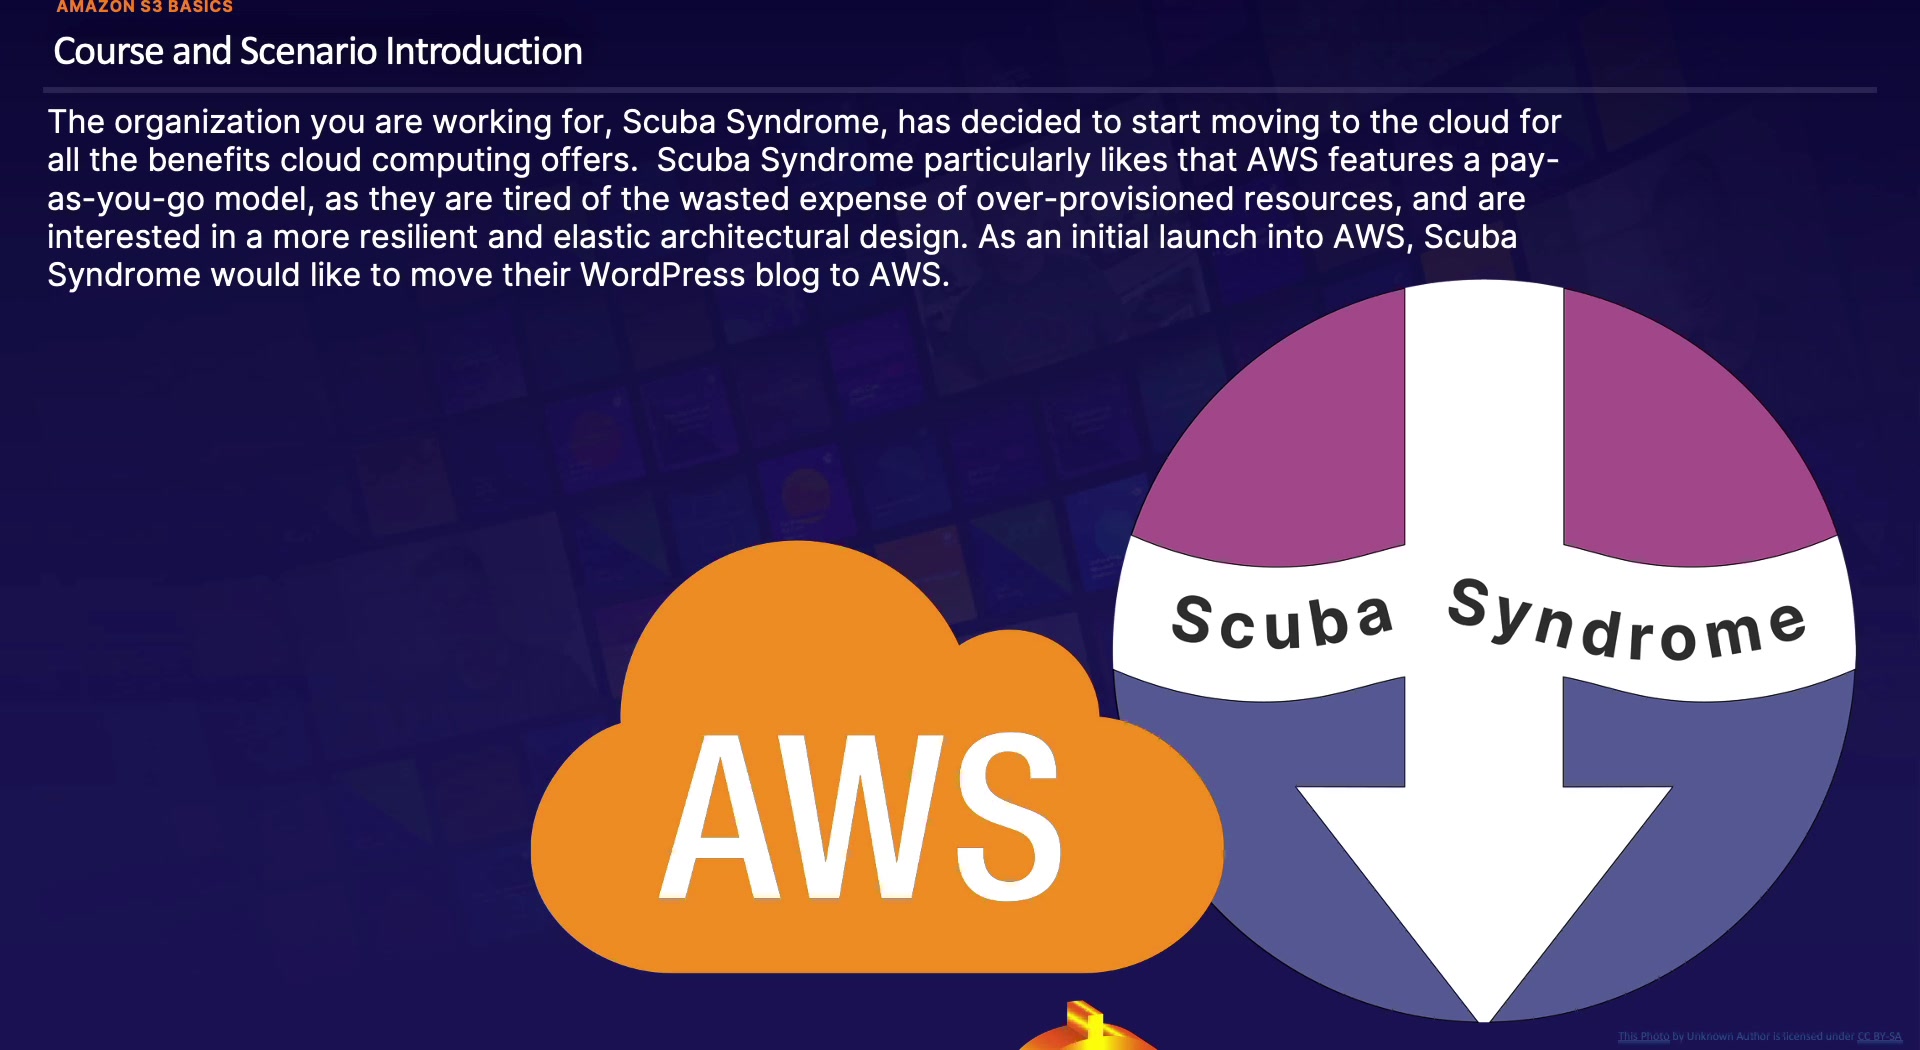 AMAZON S3 BASICS
Course and Scenario Introduction
The organization you are working for, Scuba Syndrome, has decided to start moving to the cloud for
all the benefits cloud computing offers.  Scuba Syndrome particularly likes that AWS features a pay-
as-you-go model, as they are tired of the wasted expense of over-provisioned resources, and are
interested in a more resilient and elastic architectural design. As an initial launch into AWS, Scuba
Syndrome would like to move their WordPress blog to AWS.
Scuba Syndrome
AWS
This Photo by Unknown Author is licensed under CC BY-SA